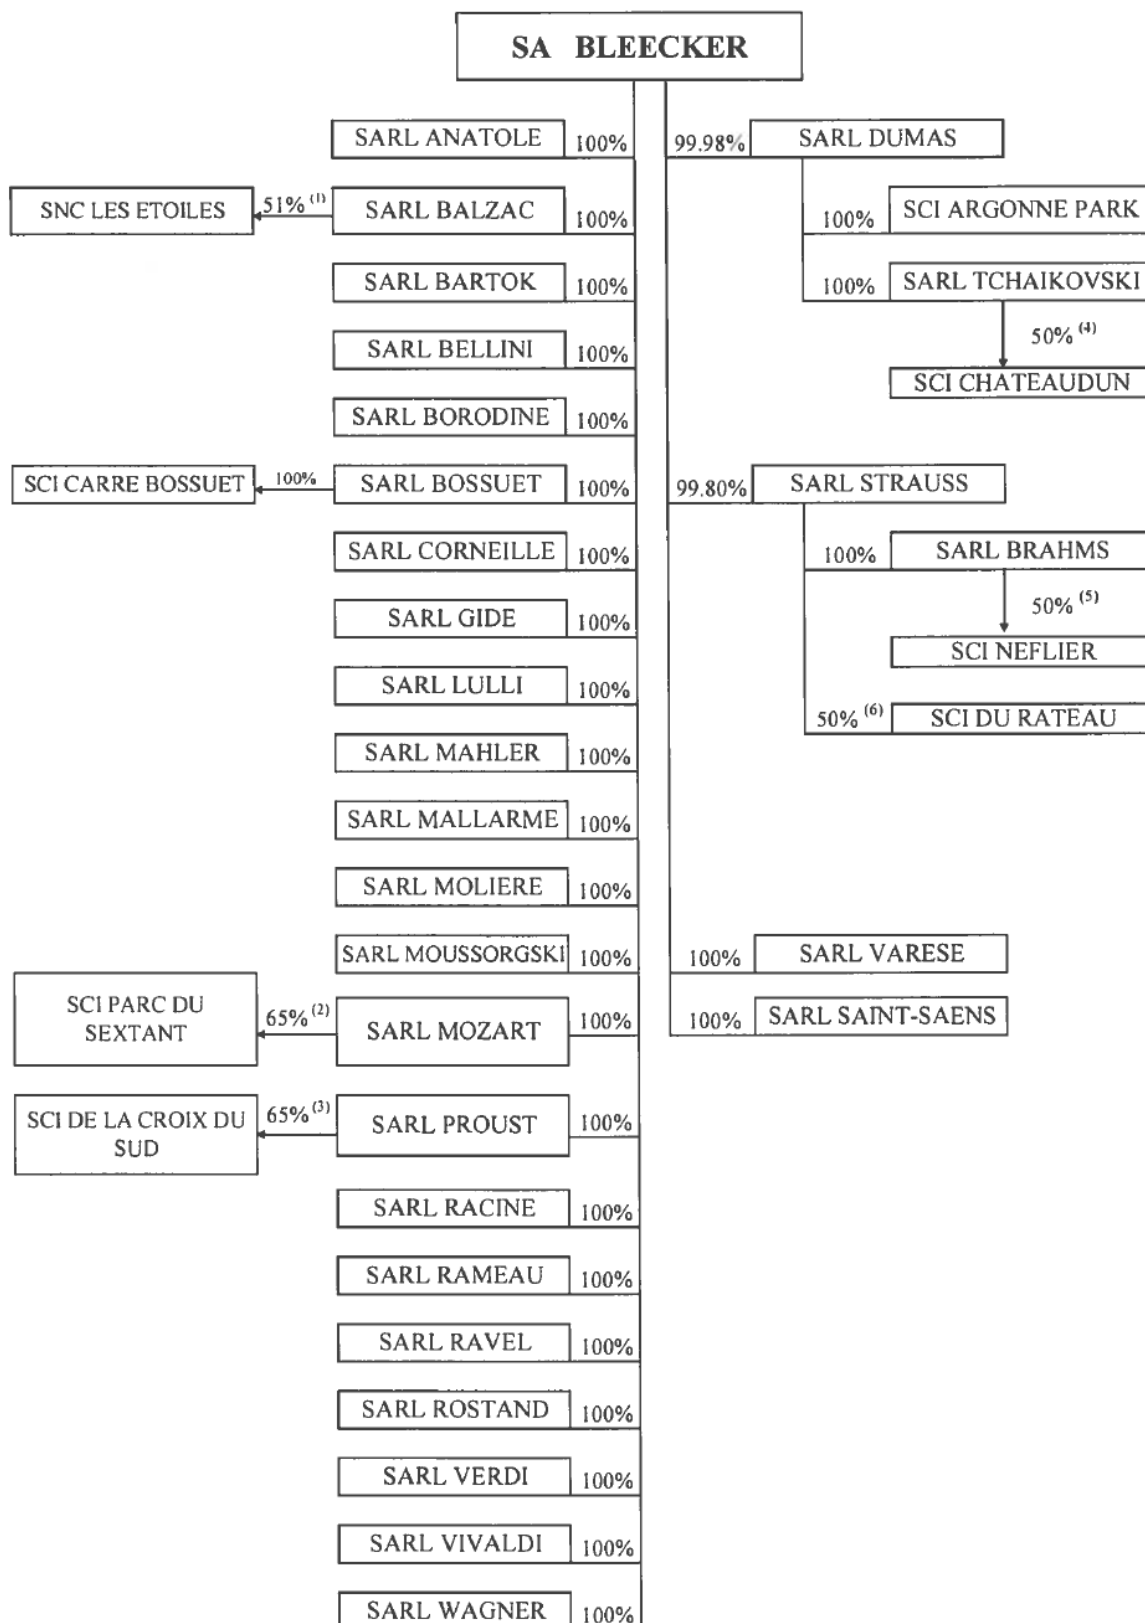 SA BLEECKER
SARL ANATOLE 100%
99.98% SARL DUMAS
SNC LES ETOILES 51% (1) SARL BALZAC 100%
100% SCI ARGONNE PARK
SARL BARTOK 100%
100% SARL TCHAIKOVSKI
SARL BELLINI 100%
50% (4)
SCI CHATEAUDUN
SARL BORODINE 100%
SCI CARRE BOSSUET 100% SARL BOSSUET 100%
99.80% SARL STRAUSS
SARL CORNEILLE 100%
100% SARL BRAHMS
SARL GIDE 100%
50% (5)
SCI NEFLIER
SARL LULLI 100%
50% (6) SCI DU RATEAU
SARL MAHLER 100%
SARL MALLARME 100%
SARL MOLIERE 100%
SARL MOUSSORGSKI 100%
100% SARL VARESE
SCI PARC DU
SEXTANT
65% (2) SARL MOZART 100%
100% SARL SAINT-SAENS
SCI DE LA CROIX DU
SUD
65% (3) SARL PROUST 100%
SARL RACINE 100%
SARL RAMEAU 100%
SARL RAVEL 100%
SARL ROSTAND 100%
SARL VERDI 100%
SARL VIVALDI 100%
SARL WAGNER 100%